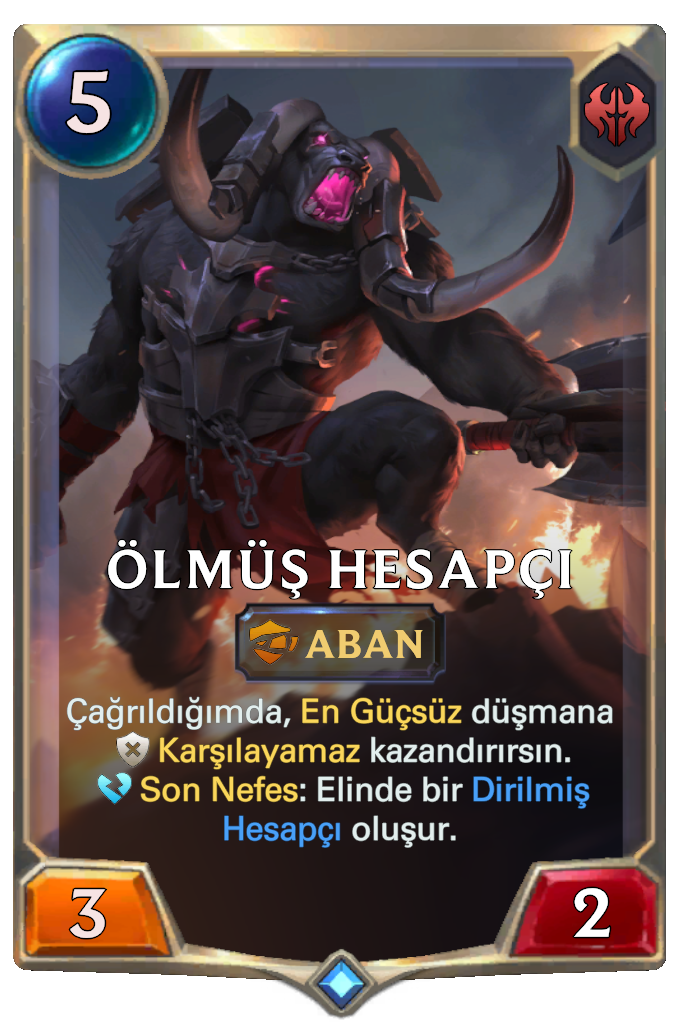 5
ÖLMÜŞ HESAPÇI
ABAN
Çağrıldığımda, En Güçsüz düşmana
Karşılayamaz kazandırırsın.
Son Nefes: Elinde bir Dirilmiş
Hesapçı oluşur.
3
2